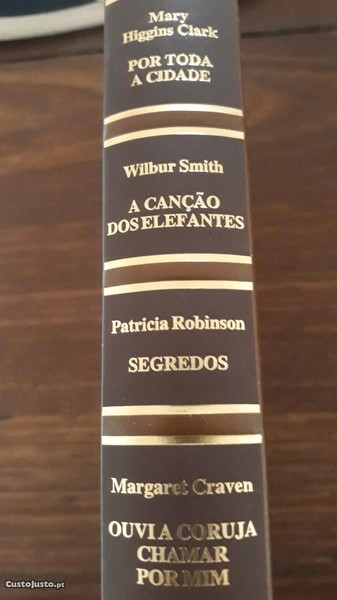 Mary
Higgins Clark
POR TODA
A CIDADE
Wilbur Smith
A CANÇÃO
DOS ELEFANTES
Patricia Robinson
SEGREDOS
Margaret Craven
OUVI A CORUJA
CHAMAR
POR MIM
CustoJusto.pt